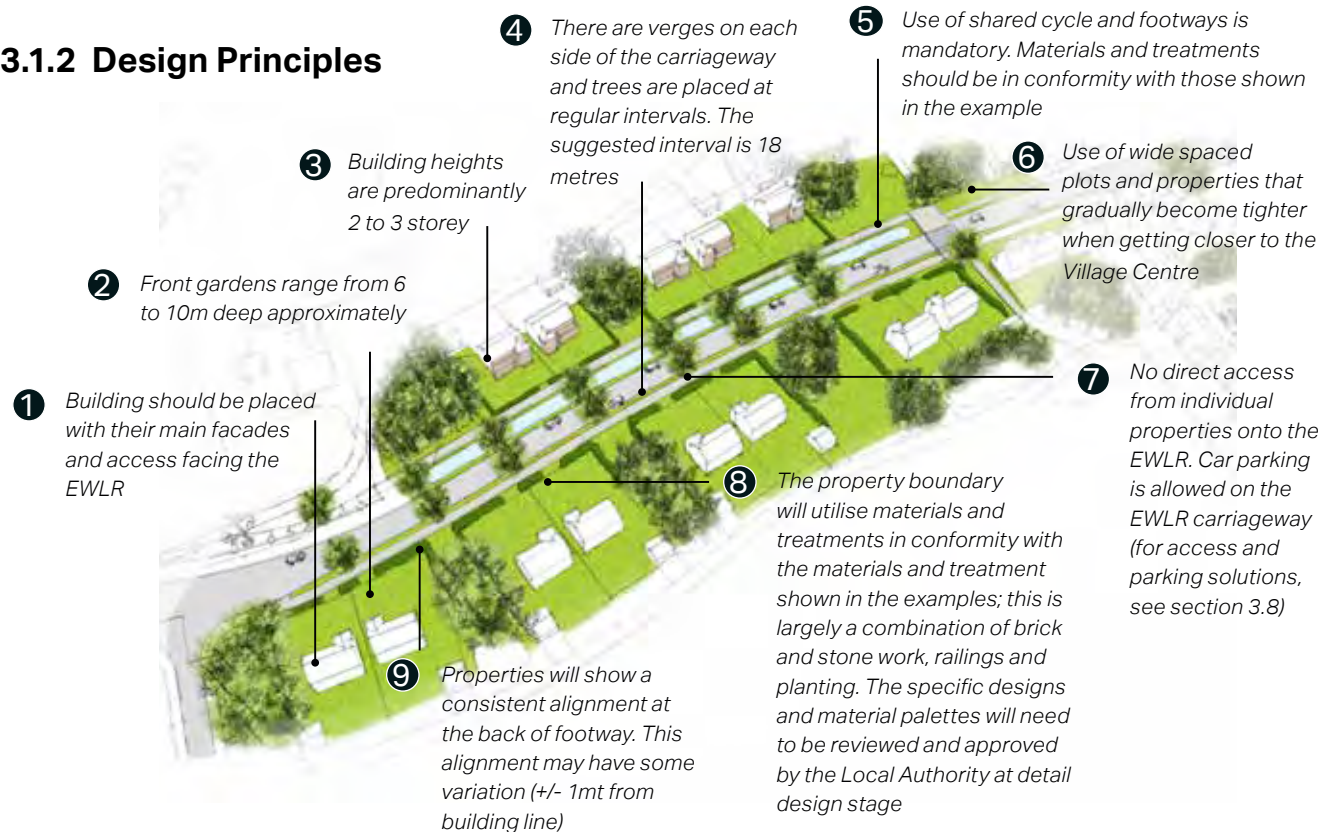 3.1.2 Design Principles
1
Building should be placed
with their main facades
and access facing the
EWLR
2
Front gardens range from 6
to 10m deep approximately
3
Building heights
are predominantly
2 to 3 storey
4
There are verges on each
side of the carriageway
and trees are placed at
regular intervals. The
suggested interval is 18
metres
5
Use of shared cycle and footways is
mandatory. Materials and treatments
should be in conformity with those shown
in the example
6
Use of wide spaced
plots and properties that
gradually become tighter
when getting closer to the
Village Centre
7
No direct access
from individual
properties onto the
EWLR. Car parking
is allowed on the
EWLR carriageway
(for access and
parking solutions,
see section 3.8)
8
The property boundary
will utilise materials and
treatments in conformity with
the materials and treatment
shown in the examples; this is
largely a combination of brick
and stone work, railings and
planting. The specific designs
and material palettes will need
to be reviewed and approved
by the Local Authority at detail
design stage
9
Properties will show a
consistent alignment at
the back of footway. This
alignment may have some
variation (+/- 1mt from
building line)